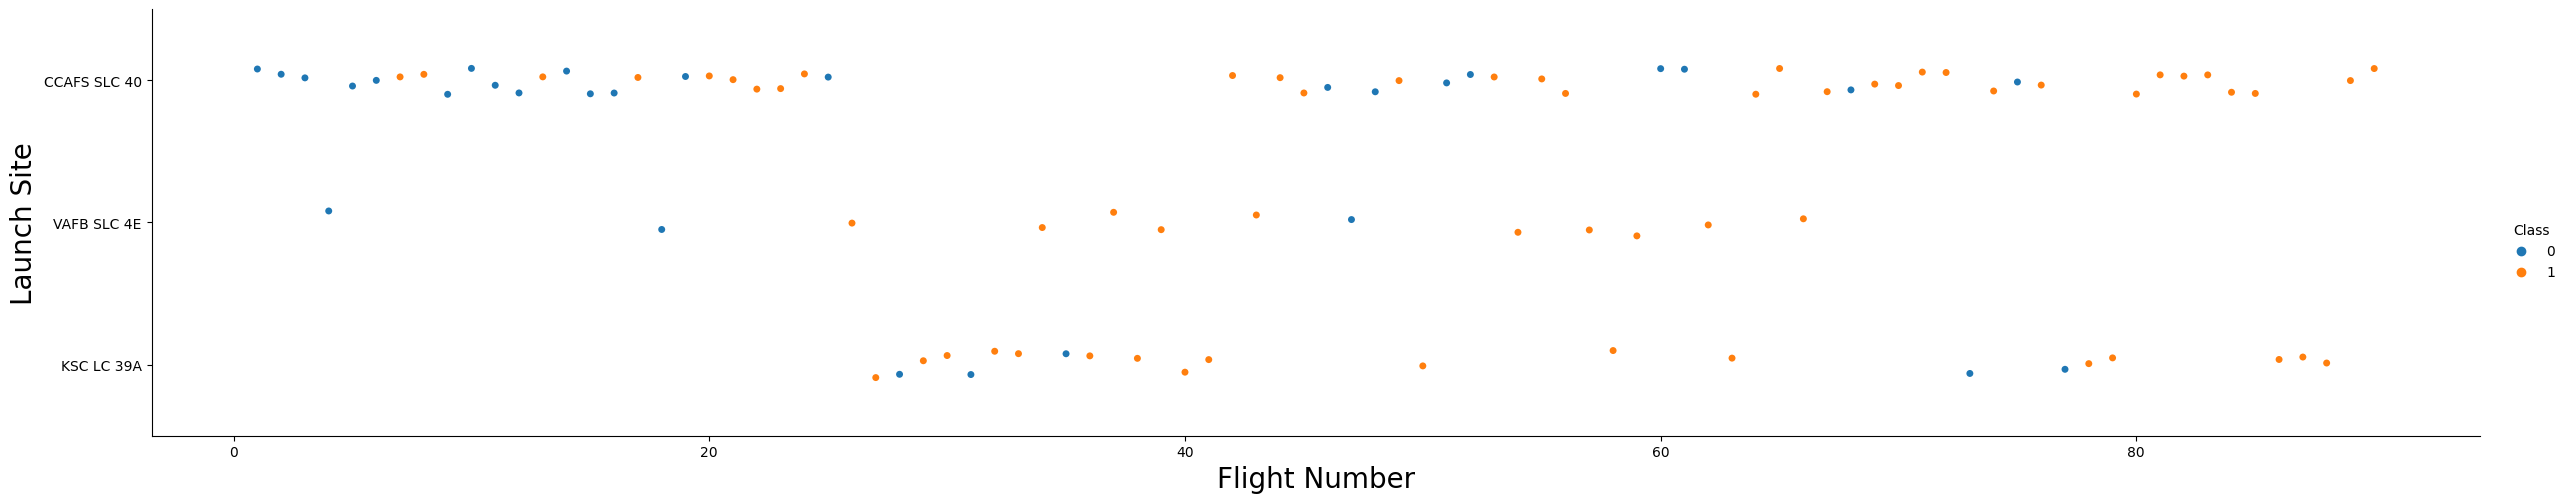 Launch Site
CCAFS SLC 40
VAFB SLC 4E
KSC LC 39A
0 20 40 60 80
Flight Number
Class
0
1